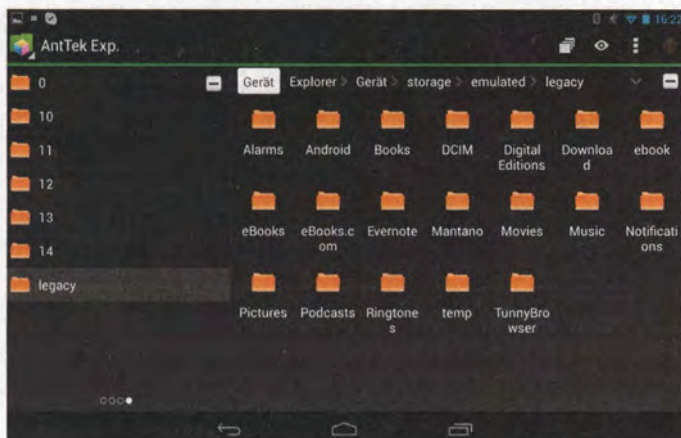 16:22
AntTek Exp.
0
10
11
12
13
14
legacy
Gerät Explorer > Gerät > storage > emulated > legacy
Alarms Android Books DCIM Digital Editions Downloa d ebook
eBooks eBooks.c om Evernote Mantano Movies Music Notificati ons
Pictures Podcasts Ringtone s temp TunnyBro wser